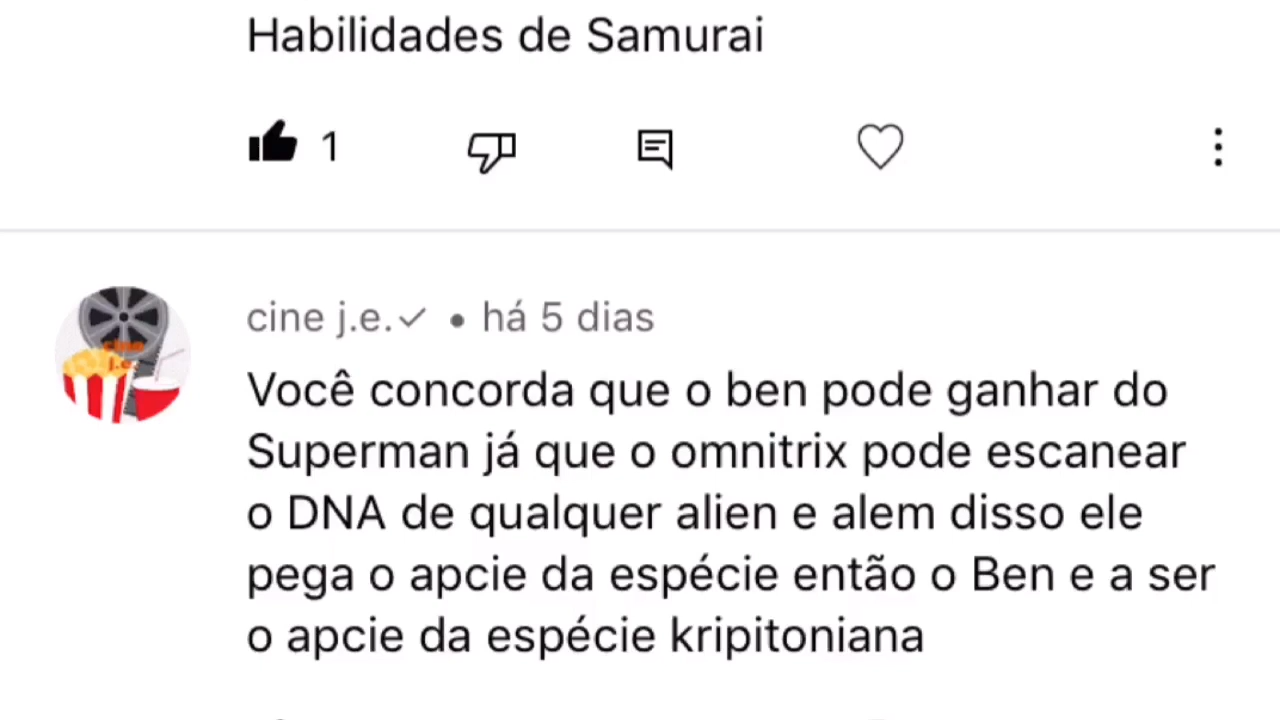 Habilidades de Samurai
1
cine j.e.✓ • há 5 dias
Você concorda que o ben pode ganhar do
Superman já que o omnitrix pode escanear
o DNA de qualquer alien e alem disso ele
pega o apcie da espécie então o Ben e a ser
o apcie da espécie kripitoniana
cine
j.e.